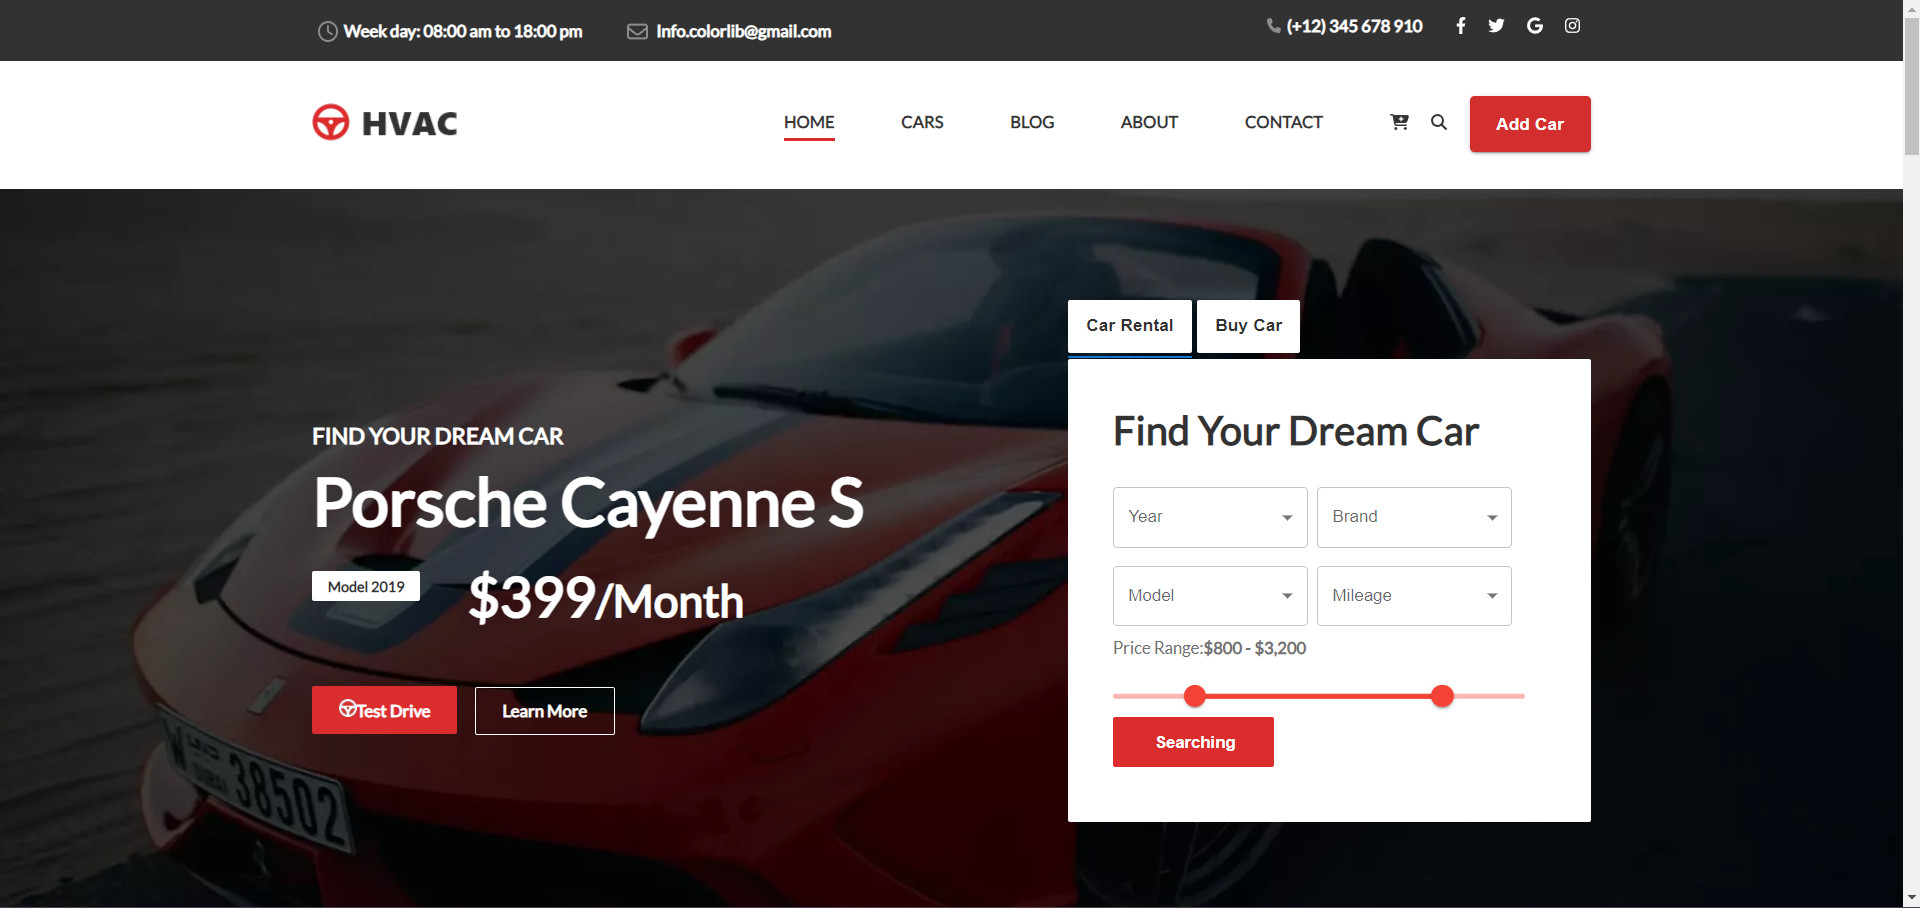 Week day: 08:00 am to 18:00 pm
Info.colorlib@gmail.com
(+12) 345 678 910
HVAC
HOME
CARS
BLOG
ABOUT
CONTACT
Add Car
Car Rental
Buy Car
FIND YOUR DREAM CAR
Porsche Cayenne S
Model 2019
$399/Month
Test Drive
Learn More
Find Your Dream Car
Year
Brand
Model
Mileage
Price Range:$800 - $3,200
Searching
38502